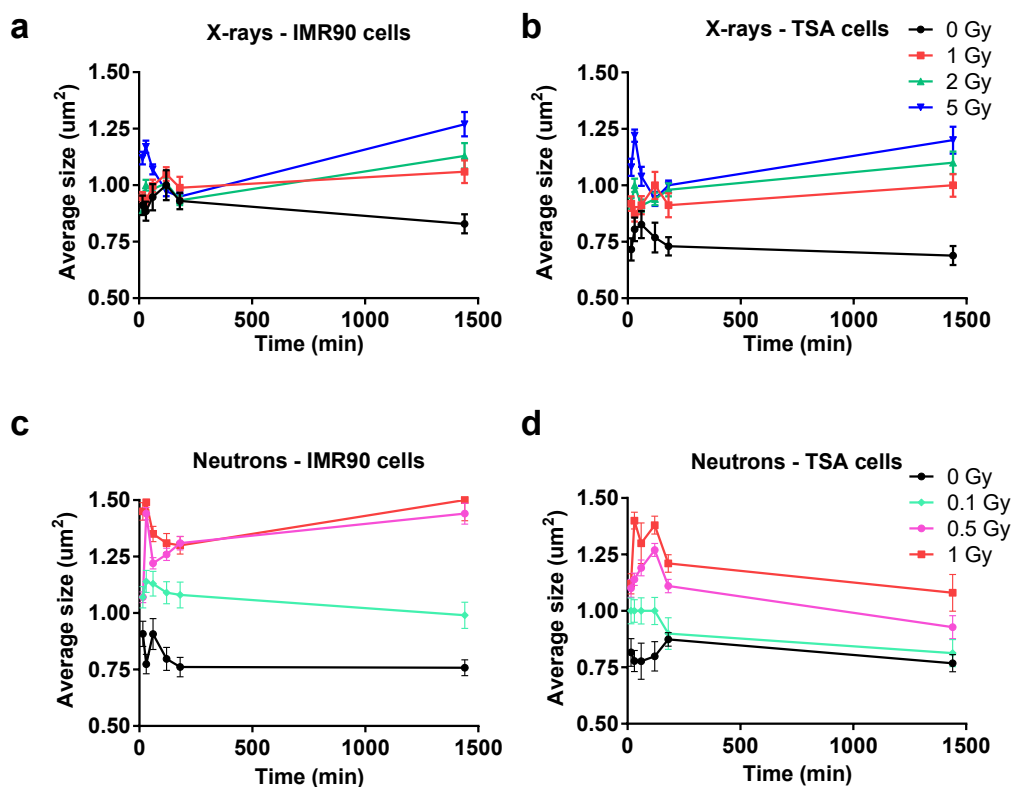 a
X-rays - IMR90 cells
Average size (um²)
1.50
1.25
1.00
0.75
0.50
0
500
1000
1500
Time (min)
b
X-rays - TSA cells
0 Gy
1 Gy
2 Gy
5 Gy
Average size (um²)
1.50
1.25
1.00
0.75
0.50
0
500
1000
1500
Time (min)
c
Neutrons - IMR90 cells
Average size (um²)
1.50
1.25
1.00
0.75
0.50
0
500
1000
1500
Time (min)
d
Neutrons - TSA cells
0 Gy
0.1 Gy
0.5 Gy
1 Gy
Average size (um²)
1.50
1.25
1.00
0.75
0.50
0
500
1000
1500
Time (min)